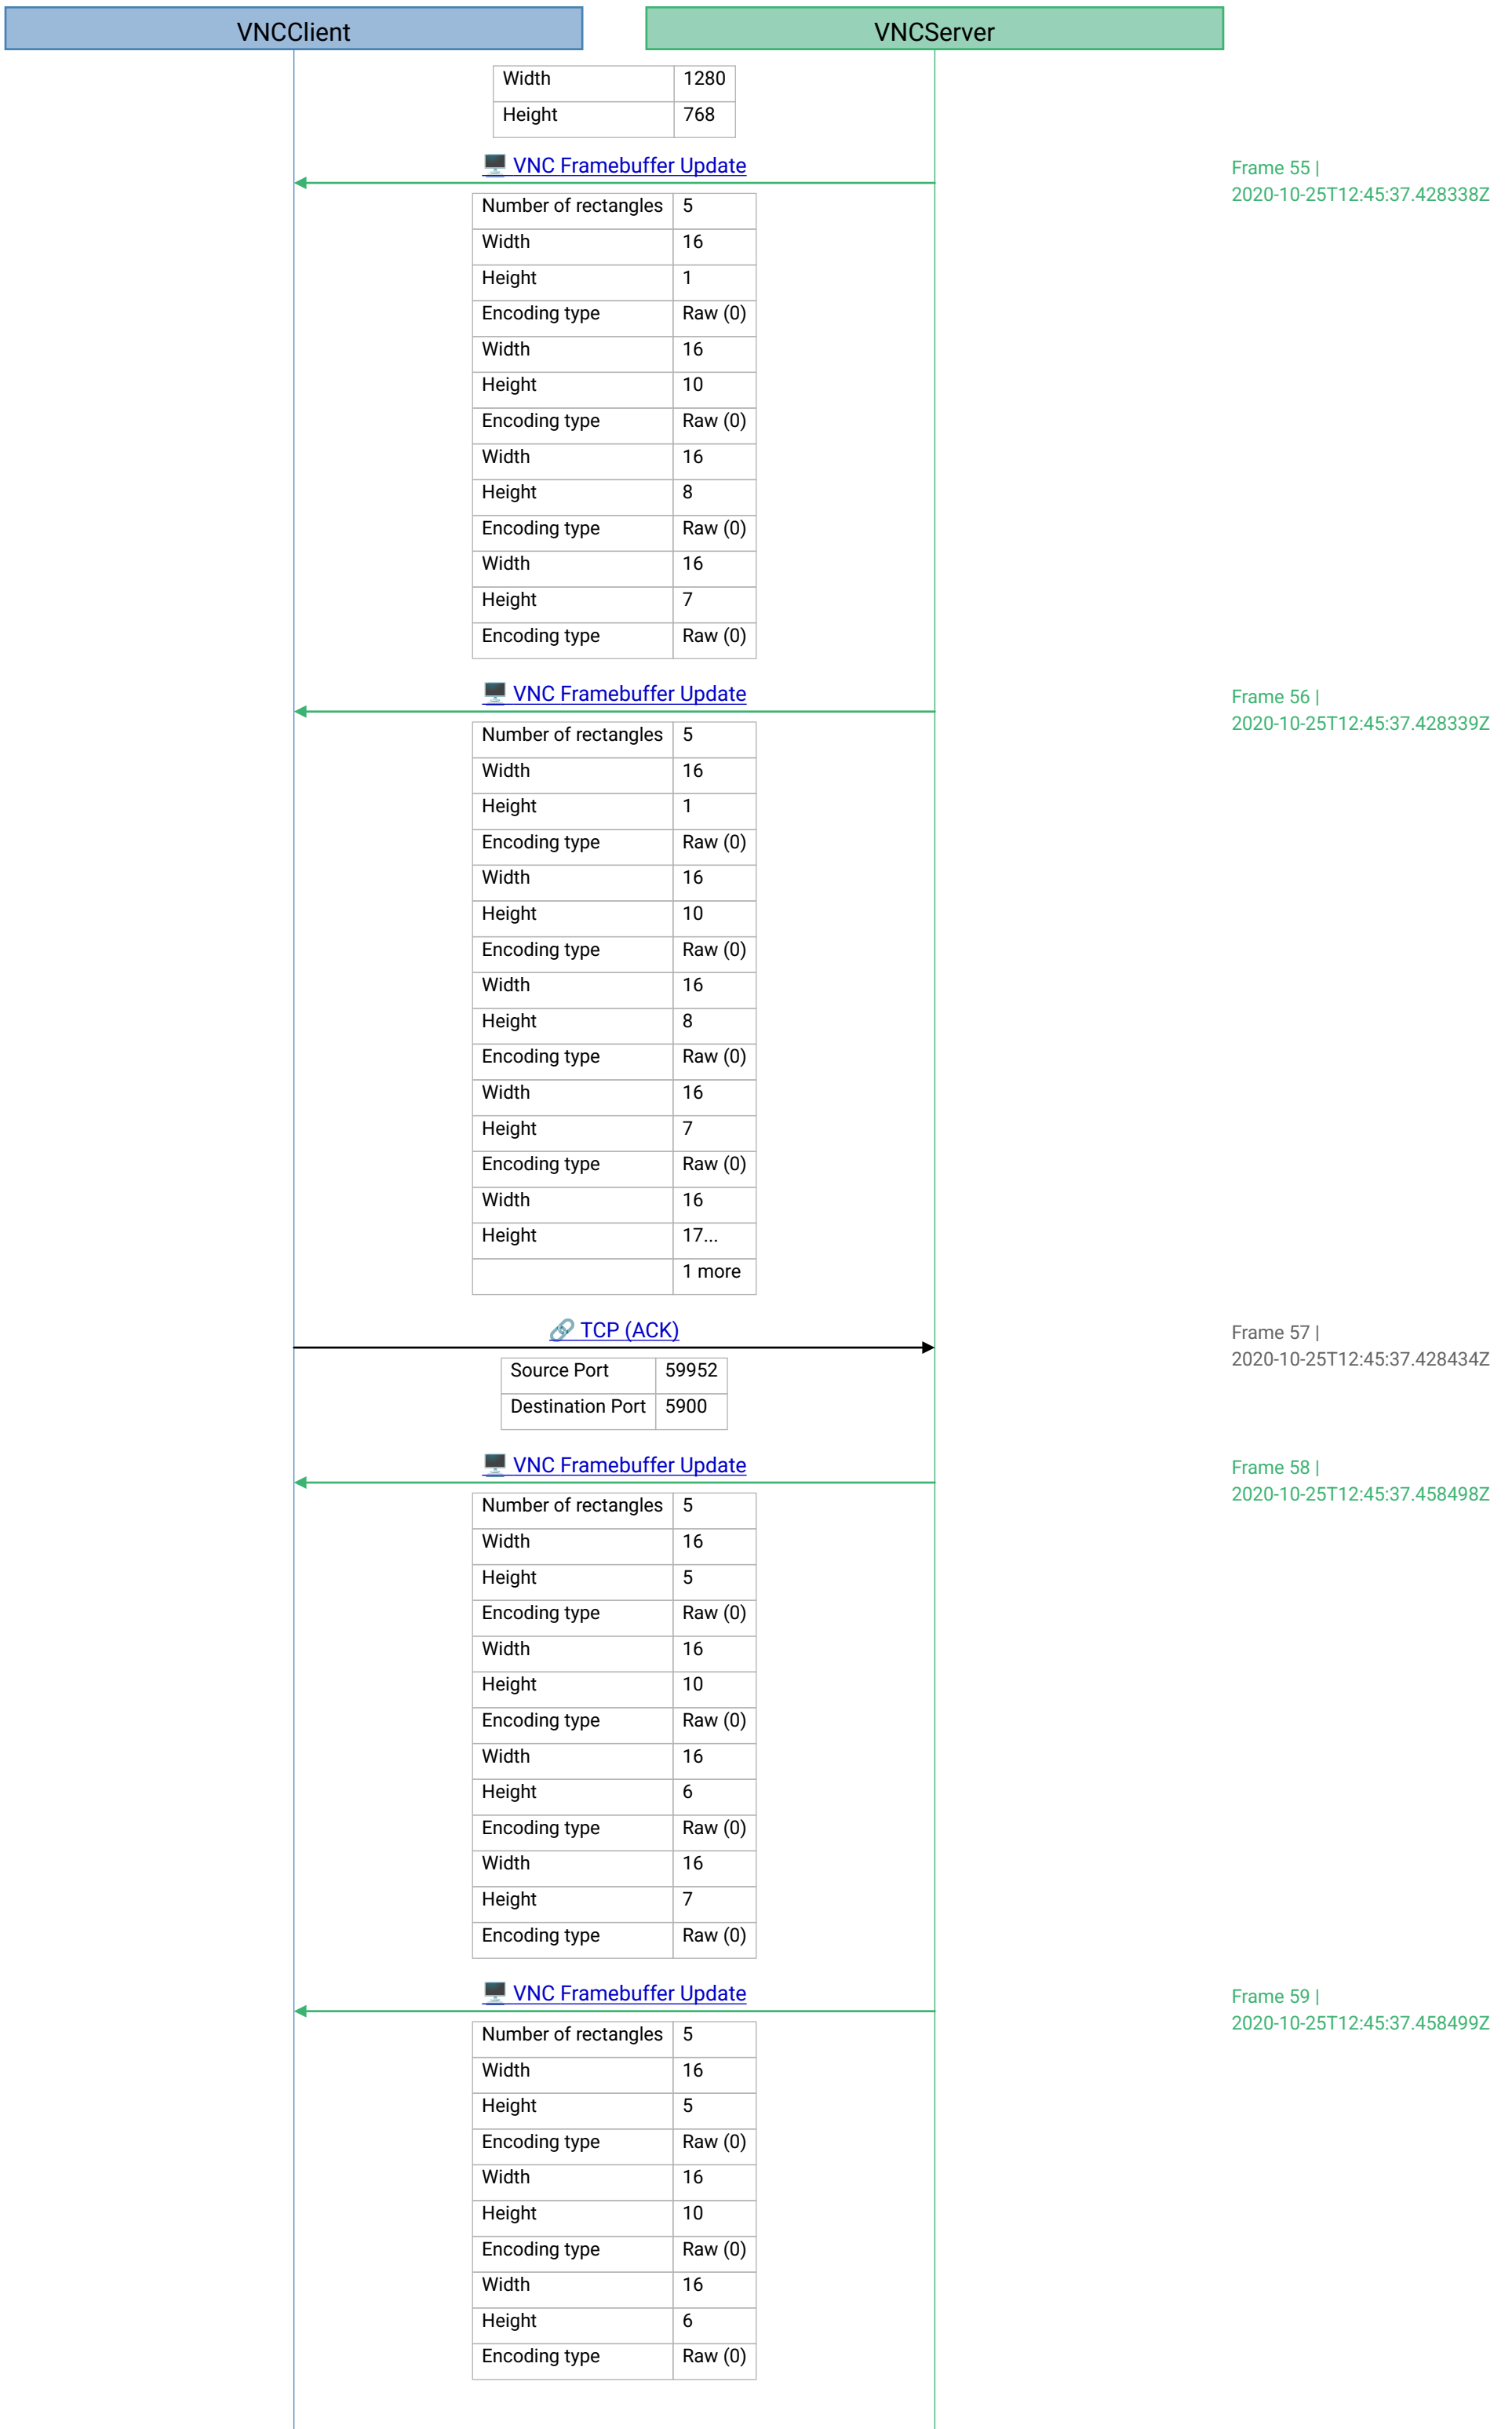 VNCClient VNCServer
Width 1280
Height 768
VNC Framebuffer Update Frame 55 |
2020-10-25T12:45:37.428338Z
Number of rectangles 5
Width 16
Height 1
Encoding type Raw (0)
Width 16
Height 10
Encoding type Raw (0)
Width 16
Height 8
Encoding type Raw (0)
Width 16
Height 7
Encoding type Raw (0)
VNC Framebuffer Update Frame 56 |
2020-10-25T12:45:37.428339Z
Number of rectangles 5
Width 16
Height 1
Encoding type Raw (0)
Width 16
Height 10
Encoding type Raw (0)
Width 16
Height 8
Encoding type Raw (0)
Width 16
Height 7
Encoding type Raw (0)
Width 16
Height 17...
1 more
TCP (ACK) Frame 57 |
2020-10-25T12:45:37.428434Z
Source Port 59952
Destination Port 5900
VNC Framebuffer Update Frame 58 |
2020-10-25T12:45:37.458498Z
Number of rectangles 5
Width 16
Height 5
Encoding type Raw (0)
Width 16
Height 10
Encoding type Raw (0)
Width 16
Height 6
Encoding type Raw (0)
Width 16
Height 7
Encoding type Raw (0)
VNC Framebuffer Update Frame 59 |
2020-10-25T12:45:37.458499Z
Number of rectangles 5
Width 16
Height 5
Encoding type Raw (0)
Width 16
Height 10
Encoding type Raw (0)
Width 16
Height 6
Encoding type Raw (0)